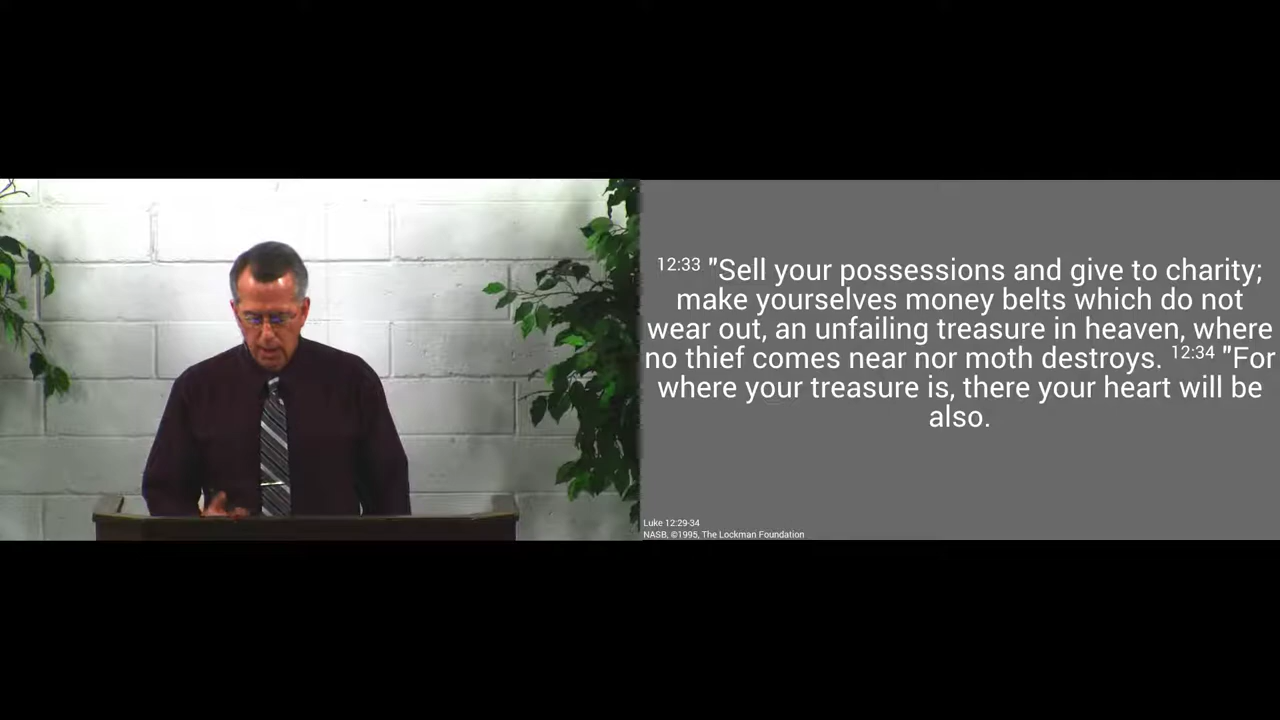 12:33 "Sell your possessions and give to charity;
make yourselves money belts which do not
wear out, an unfailing treasure in heaven, where
no thief comes near nor moth destroys. 12:34 "For
where your treasure is, there your heart will be
also.
Luke 12:29-34
NASB, ©1995, The Lockman Foundation